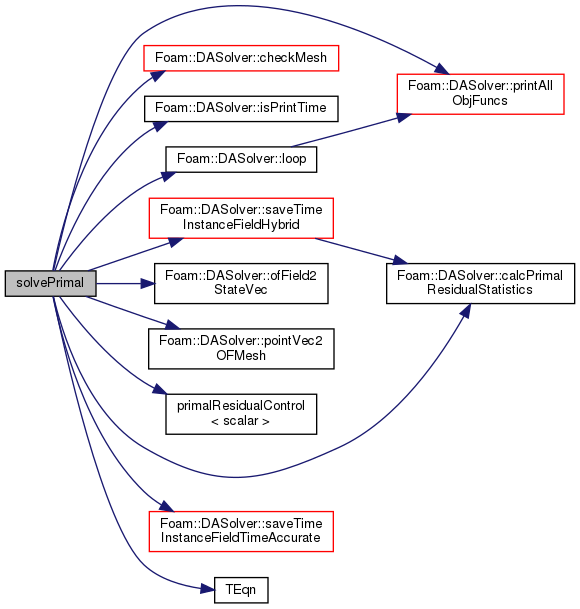 solvePrimal
Foam::DASolver::checkMesh
Foam::DASolver::isPrintTime
Foam::DASolver::loop
Foam::DASolver::saveTime
InstanceFieldHybrid
Foam::DASolver::ofField2
StateVec
Foam::DASolver::pointVec2
OFMesh
primalResidualControl
< scalar >
Foam::DASolver::saveTime
InstanceFieldTimeAccurate
TEqn
Foam::DASolver::printAll
ObjFuncs
Foam::DASolver::calcPrimal
ResidualStatistics